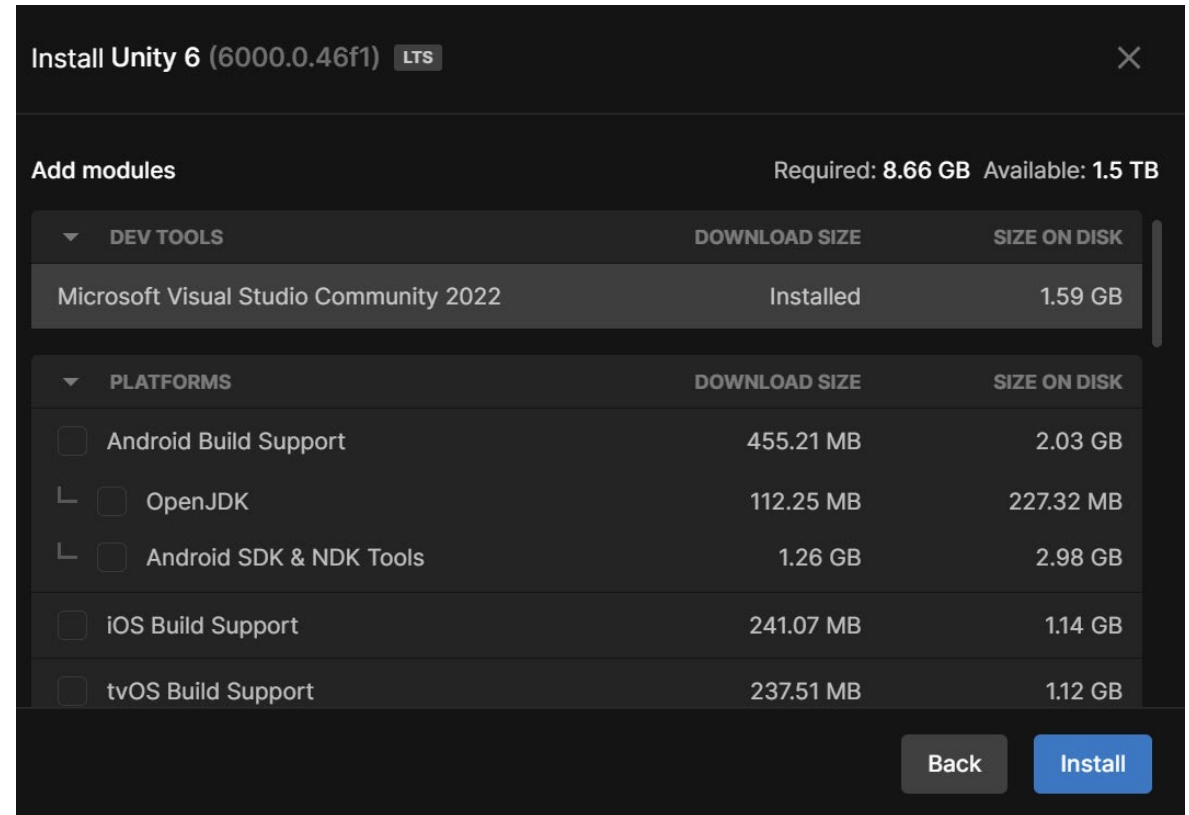 Install Unity 6 (6000.0.46f1) LTS
Add modules Required: 8.66 GB Available: 1.5 TB
DEV TOOLS DOWNLOAD SIZE SIZE ON DISK
Microsoft Visual Studio Community 2022 Installed 1.59 GB
PLATFORMS DOWNLOAD SIZE SIZE ON DISK
Android Build Support 455.21 MB 2.03 GB
OpenJDK 112.25 MB 227.32 MB
Android SDK & NDK Tools 1.26 GB 2.98 GB
iOS Build Support 241.07 MB 1.14 GB
tvOS Build Support 237.51 MB 1.12 GB
Back Install